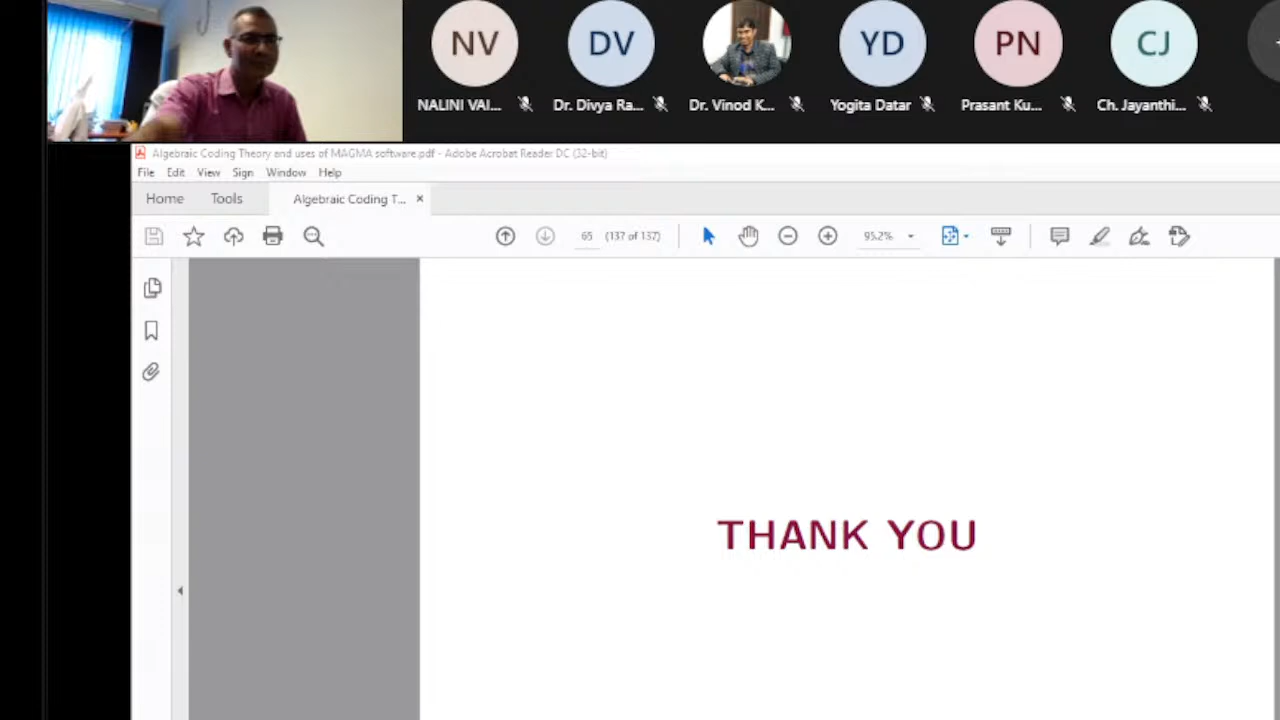 NV DV YD PN CJ
NALINI VAI... Dr. Divya Ra... Dr. Vinod K... Yogita Datar Prasant Ku... Ch. Jayanthi...
Algebraic Coding Theory and uses of MAGMA software.pdf - Adobe Acrobat Reader DC (32-bit)
File Edit View Sign Window Help
Home Tools Algebraic Coding T... ×
65 (137 of 137) 95.2%
THANK YOU